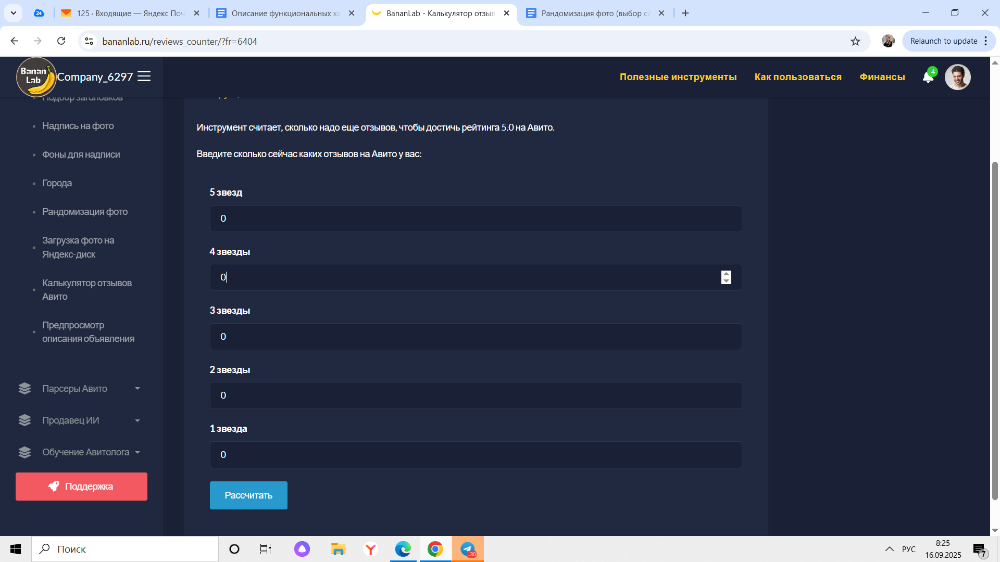 24
125 · Входящие — Яндекс Поч
Описание функциональных ха
BananLab - Калькулятор отзыв
Рандомизация фото (выбор сл
bananlab.ru/reviews_counter/?fr=6404
Relaunch to update
Banan
Lab
Company_6297
Полезные инструменты
Как пользоваться
Финансы
4
Подбор заголовков
Надпись на фото
Фоны для надписи
Города
Рандомизация фото
Загрузка фото на
Яндекс-диск
Калькулятор отзывов
Авито
Предпросмотр
описания объявления
Парсеры Авито
Продавец ИИ
Обучение Авитолога
Поддержка
Инструмент считает, сколько надо еще отзывов, чтобы достичь рейтинга 5.0 на Авито.
Введите сколько сейчас каких отзывов на Авито у вас:
5 звезд
0
4 звезды
0
3 звезды
0
2 звезды
0
1 звезда
0
Рассчитать
Поиск
30
РУС
8:25
16.09.2025
7